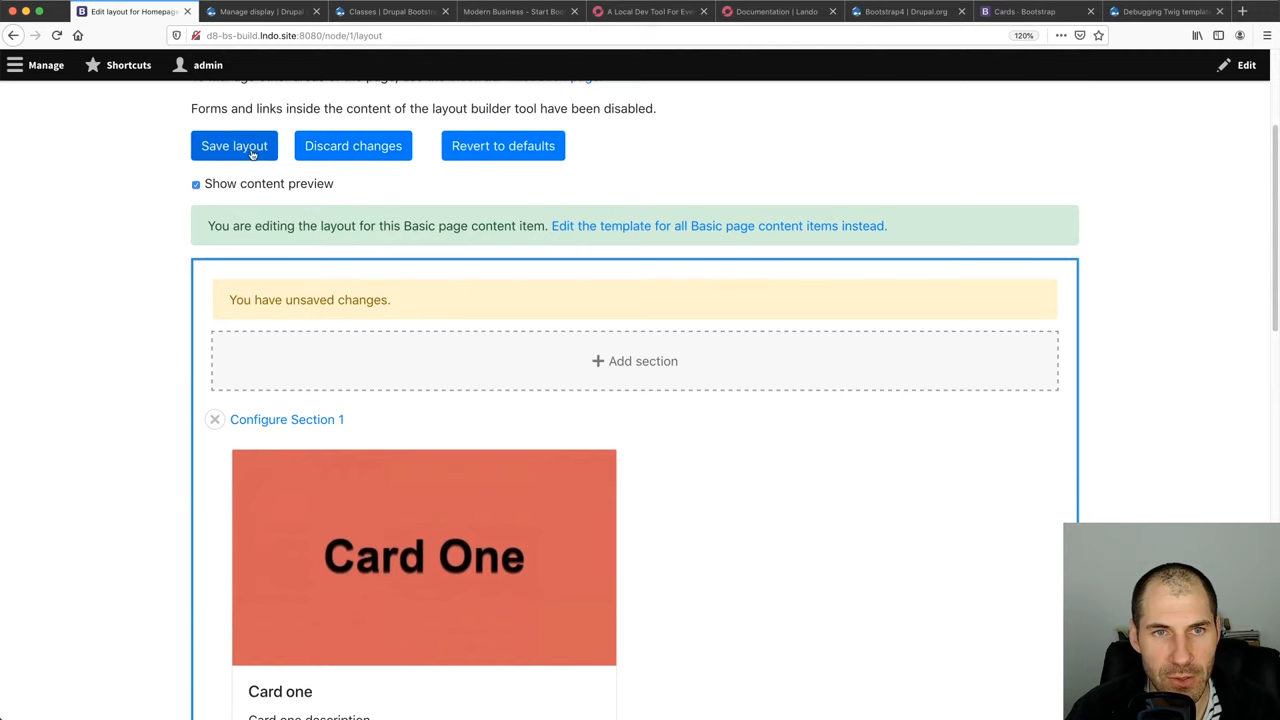 Edit layout for Homepage
Manage display | Drupal
Classes | Drupal Bootstr
Modern Business - Start Boo
A Local Dev Tool For Eve
Documentation | Lando
Bootstrap4 | Drupal.org
Cards · Bootstrap
Debugging Twig template
d8-bs-build.lndo.site:8080/node/1/layout
120%
Manage
Shortcuts
admin
Edit
Forms and links inside the content of the layout builder tool have been disabled.
Save layout
Discard changes
Revert to defaults
Show content preview
You are editing the layout for this Basic page content item. Edit the template for all Basic page content items instead.
You have unsaved changes.
Add section
Configure Section 1
Card One
Card one
Card one description